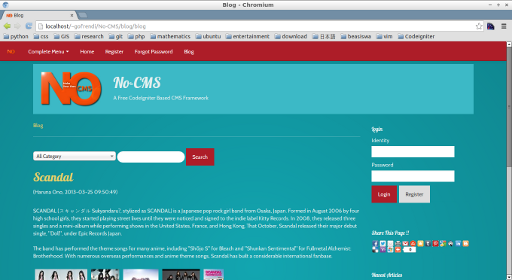 Blog - Chromium
Blog
localhost/~gofrendi/No-CMS/blog/blog
python css GIS research git php mathematics ubuntu entertainment download 日本語 beasiswa vim Codeigniter
No Complete Menu Home Register Forgot Password Blog
NO CMS
No-CMS
A Free CodeIgniter Based CMS Framework
Blog
Login
Identity
All Category Search
Password
Scandal
(Haruna Ono, 2013-03-25 09:50:49)
Login Register
SCANDAL (スキャンダル Sukyandaru?, stylized as SCANDAL) is a Japanese pop rock girl band from Osaka, Japan. Formed in August 2006 by four
high school girls, they started playing street lives until they were noticed and signed to the indie label Kitty Records. In 2008, they released three
singles and a mini-album while performing shows in the United States, France, and Hong Kong. That October, Scandal released their major debut
single, "Doll", under Epic Records Japan.
Share This Page !!
The band has performed the theme songs for many anime, including "Shōjo S" for Bleach and "Shunkan Sentimental" for Fullmetal Alchemist:
Brotherhood. With numerous overseas performances and anime theme songs, Scandal has built a considerable international fanbase.
Recent Articles